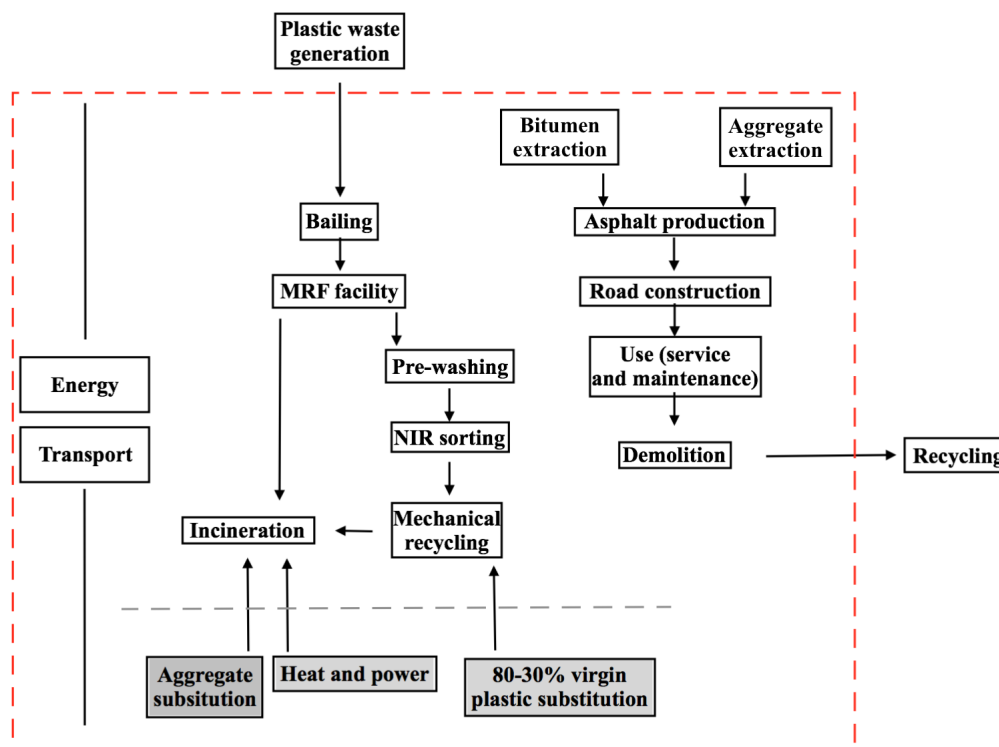 Plastic waste
generation
Bitumen
extraction
Aggregate
extraction
Bailing
Asphalt production
MRF facility
Road construction
Pre-washing
Use (service
and maintenance)
Energy
NIR sorting
Transport
Demolition
Recycling
Incineration
Mechanical
recycling
Aggregate
subsitution
Heat and power
80-30% virgin
plastic substitution